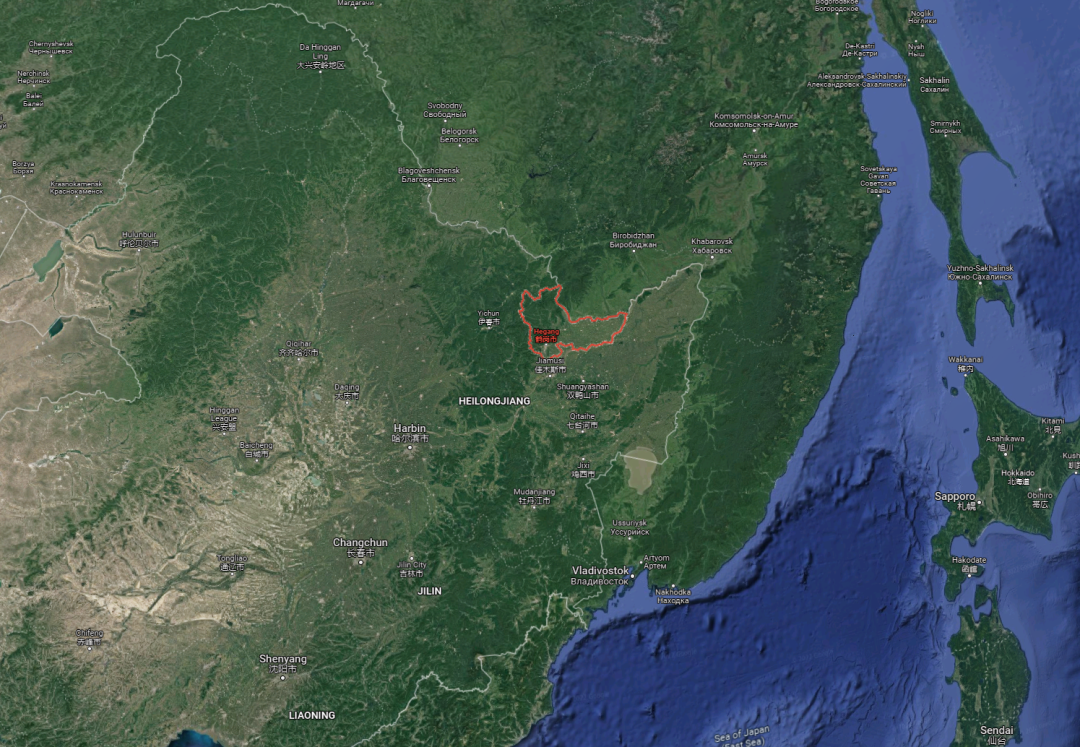 Магдагачи
Bogorodskoe
Богородское
Nogliki
Ноглики
Chernyshevsk
Чернышевск
Da Hinggan
Ling
大兴安岭地区
De-Kastri
Де-Кастри
Nysh
Ныш
Nerchinsk
Нерчинск
Aleksandrovsk-Sakhalinskiy
Александровск-Сахалинский
Sakhalin
Сахалин
Balei
Балей
Svobodny
Свободный
Komsomolsk-on-Amur
Комсомольск-на-Амуре
Smirnykh
Смирных
Belogorsk
Белогорск
Amursk
Амурск
Borzya
Борзя
Blagoveshchensk
Благовещенск
Sovetskaya
Gavan
Советская
Гавань
Krasnokamensk
Краснокаменск
Hulunbuir
呼伦贝尔市
Birobidzhan
Биробиджан
Khabarovsk
Хабаровск
Yuzhno-Sakhalinsk
Южно-Сахалинск
Yichun
伊春市
Hegang
鹤岗市
Qiqihar
齐齐哈尔市
Jiamusi
佳木斯市
Wakkanai
稚内
Daqing
大庆市
Shuangyashan
双鸭山市
HEILONGJIANG
Hinggan
League
兴安盟
Qitaihe
七台河市
Kitami
北見
Harbin
哈尔滨市
Asahikawa
旭川
Baicheng
白城市
Kush
釧
Jixi
鸡西市
Hokkaido
北海道
Mudanjiang
牡丹江市
Sapporo
札幌
Obihiro
帯広
Ussuriysk
Уссурийск
Changchun
长春市
Tongliao
通辽市
Jilin City
吉林市
Artyom
Артем
Vladivostok
Владивосток
Hakodate
函館
JILIN
Nakhodka
Находка
Chifeng
赤峰市
Shenyang
沈阳市
LIAONING
Sea of Japan
(East Sea)
Sendai
仙台